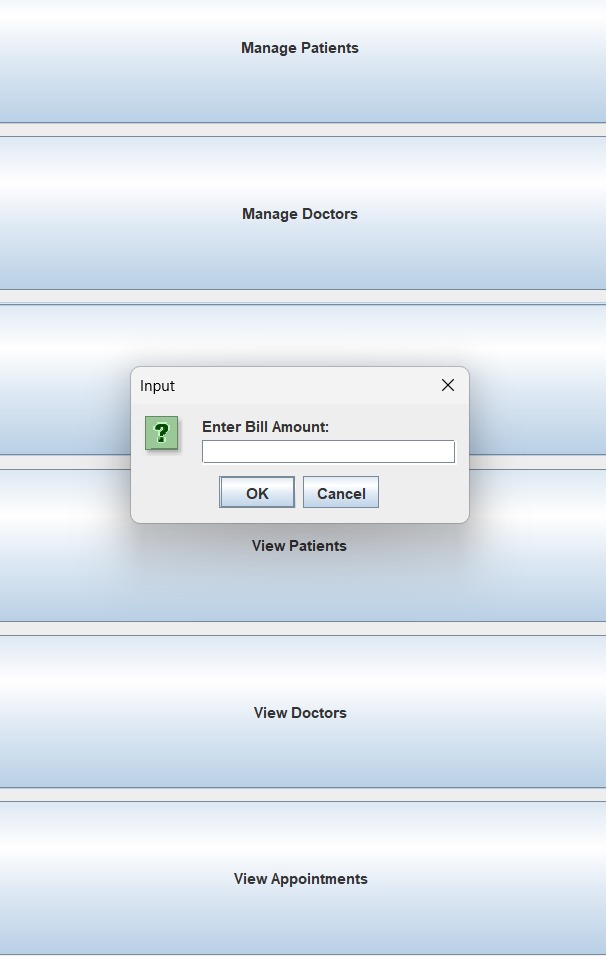 Manage Patients
Manage Doctors
Input
?
Enter Bill Amount:
OK Cancel
View Patients
View Doctors
View Appointments